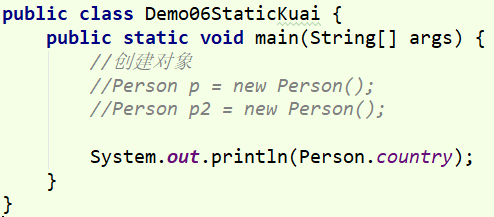 public class Demo06StaticKuai {
public static void main(String[] args) {
//创建对象
//Person p = new Person();
//Person p2 = new Person();
System.out.println(Person.country);
}
}